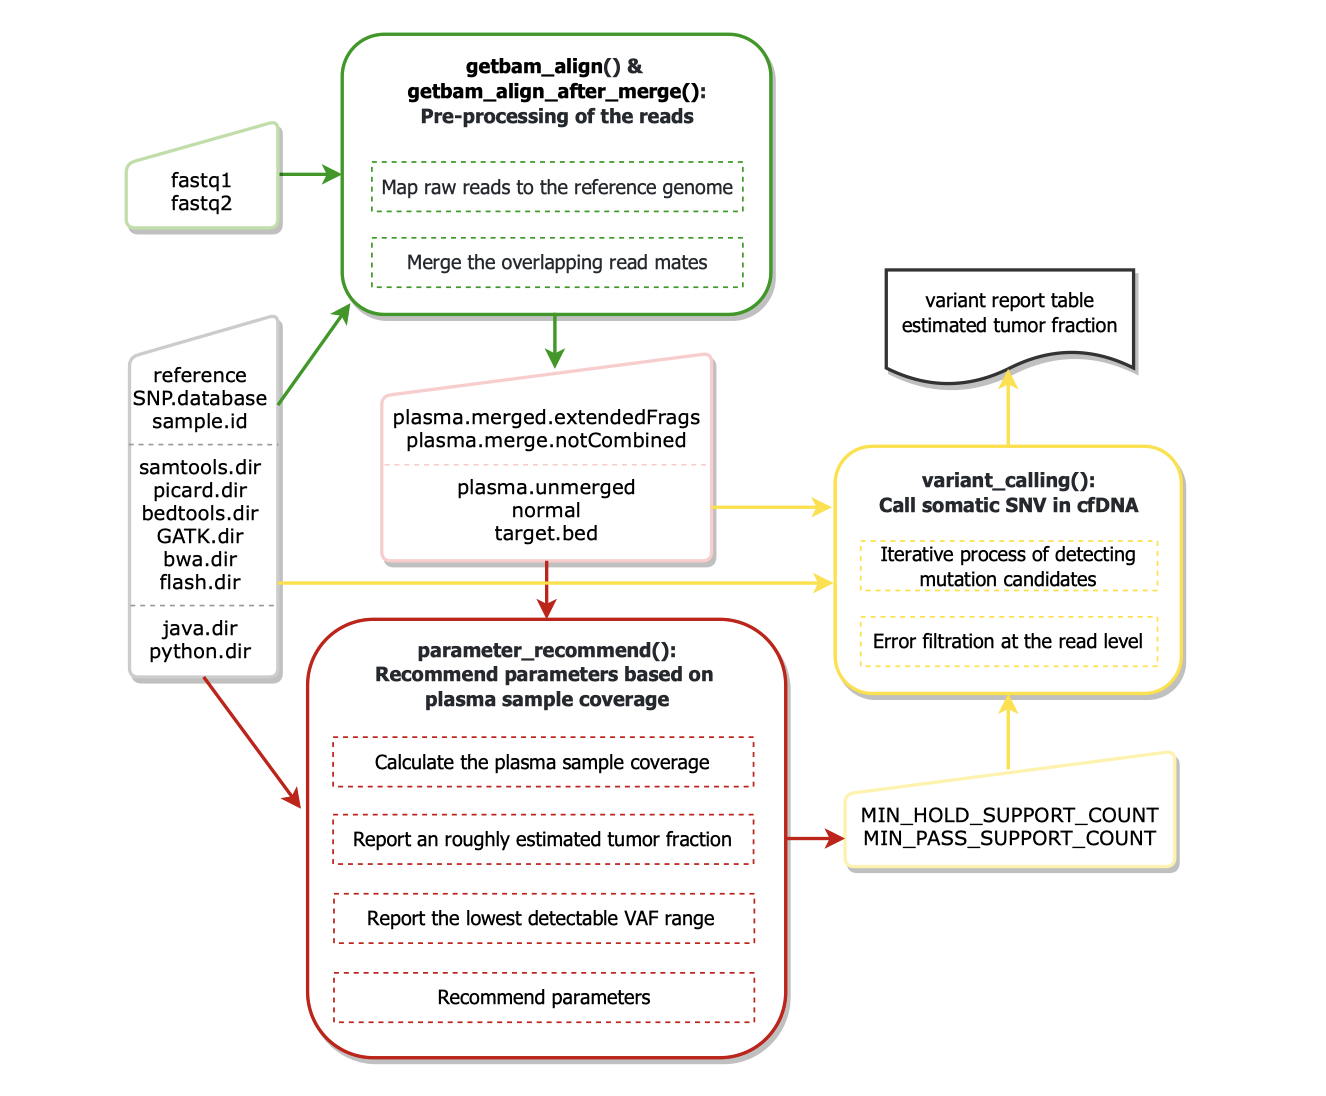 getbam_align() &
getbam_align_after_merge():
Pre-processing of the reads
Map raw reads to the reference genome
Merge the overlapping read mates
fastq1
fastq2
reference
SNP.database
sample.id
samtools.dir
picard.dir
bedtools.dir
GATK.dir
bwa.dir
flash.dir
java.dir
python.dir
plasma.merged.extendedFrags
plasma.merge.notCombined
plasma.unmerged
normal
target.bed
variant report table
estimated tumor fraction
variant_calling():
Call somatic SNV in cfDNA
Iterative process of detecting
mutation candidates
Error filtration at the read level
parameter_recommend():
Recommend parameters based on
plasma sample coverage
Calculate the plasma sample coverage
Report an roughly estimated tumor fraction
Report the lowest detectable VAF range
Recommend parameters
MIN_HOLD_SUPPORT_COUNT
MIN_PASS_SUPPORT_COUNT